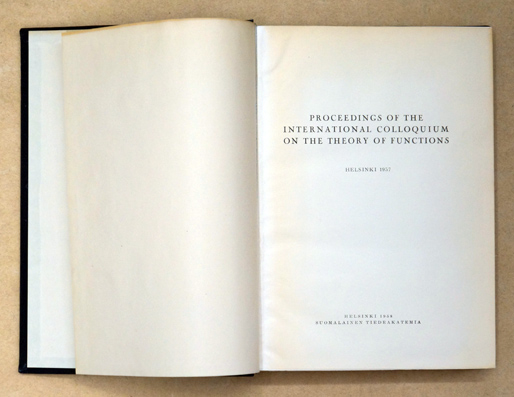 PROCEEDINGS OF THE
INTERNATIONAL COLLOQUIUM
ON THE THEORY OF FUNCTIONS
HELSINKI 1957
HELSINKI 1958
SUOMALAINEN TIEDEAKATEMIA